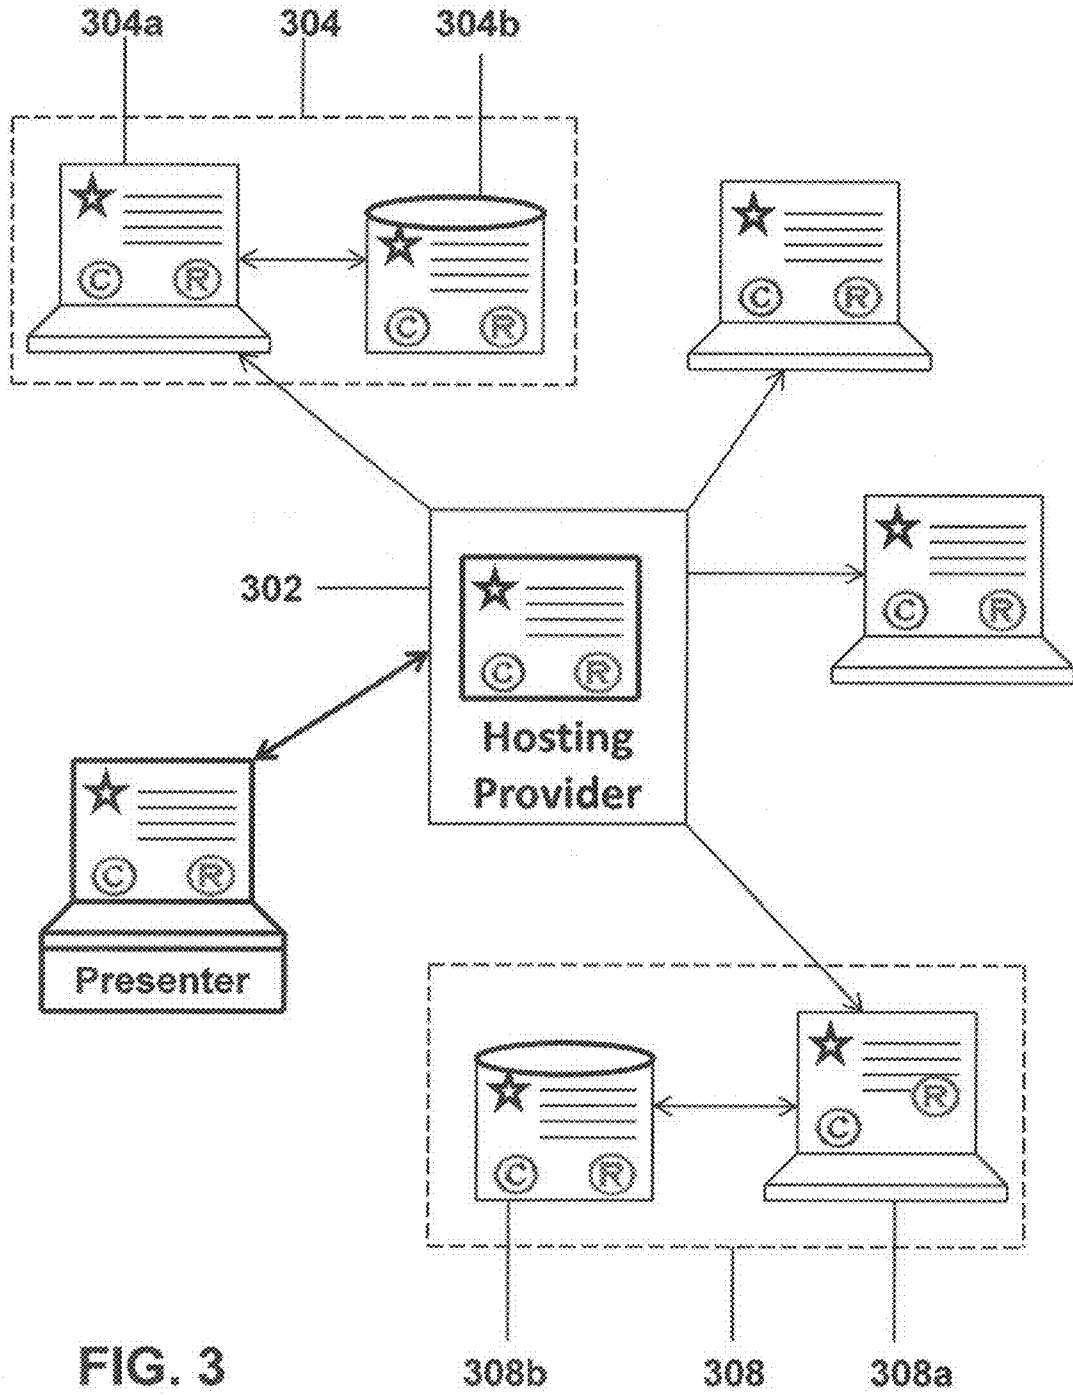 304a 304 304b
C R
C R
C R
302
C R
C R
Hosting
Provider
C R
Presenter
R
C
C R
FIG. 3
308b 308 308a